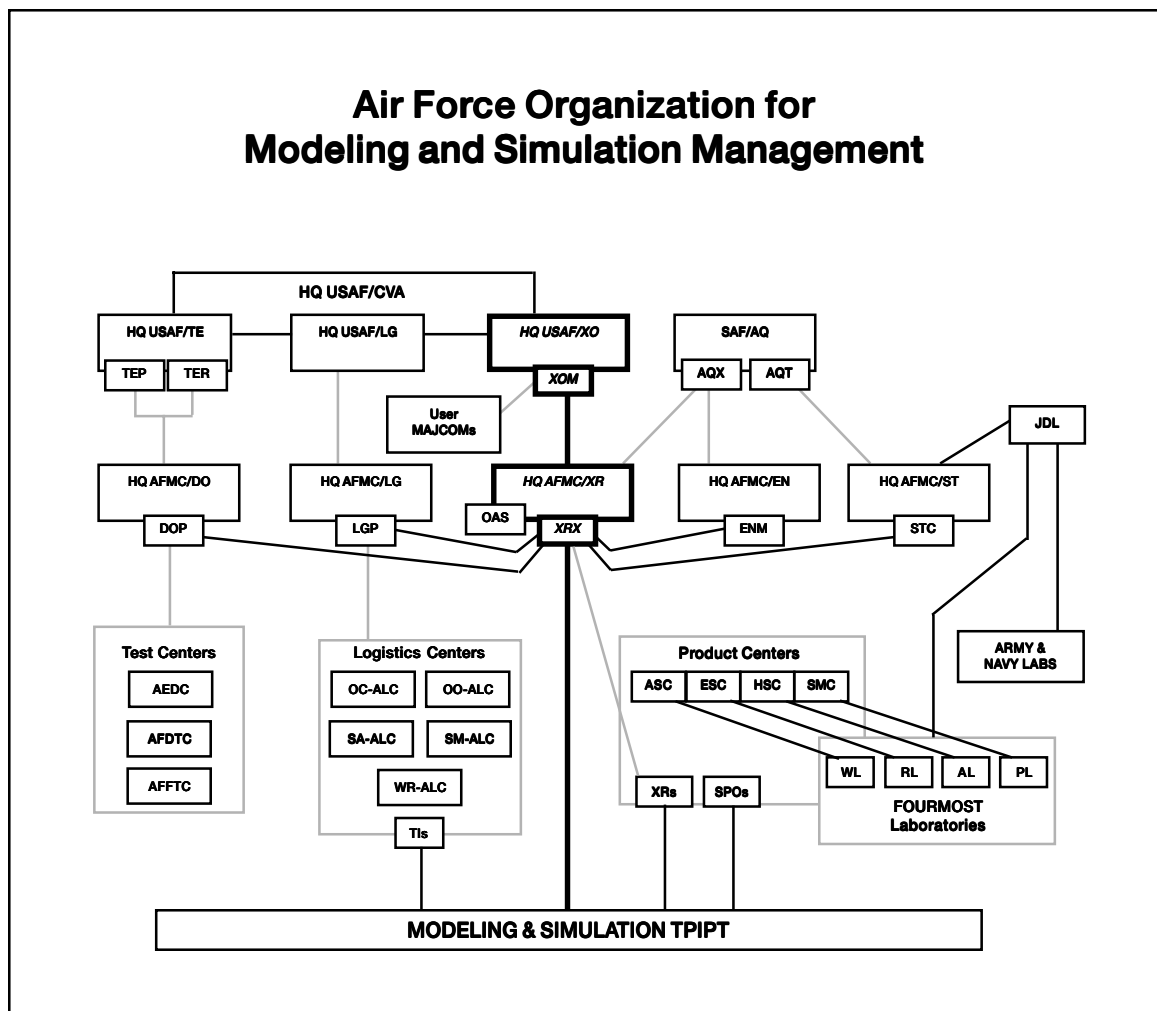 Air Force Organization for
Modeling and Simulation Management
HQ USAF/CVA
HQ USAF/TE
HQ USAF/LG
HQ USAF/XO
SAF/AQ
TEP
TER
XOM
AQX
AQT
User
MAJCOMs
JDL
HQ AFMC/DO
HQ AFMC/LG
HQ AFMC/XR
HQ AFMC/EN
HQ AFMC/ST
OAS
DOP
LGP
XRX
ENM
STC
Test Centers
AEDC
AFDTC
AFFTC
Logistics Centers
OC-ALC
OO-ALC
SA-ALC
SM-ALC
WR-ALC
TIs
Product Centers
ASC
ESC
HSC
SMC
ARMY &
NAVY LABS
XRs
SPOs
WL
RL
AL
PL
FOURMOST
Laboratories
MODELING & SIMULATION TPIPT